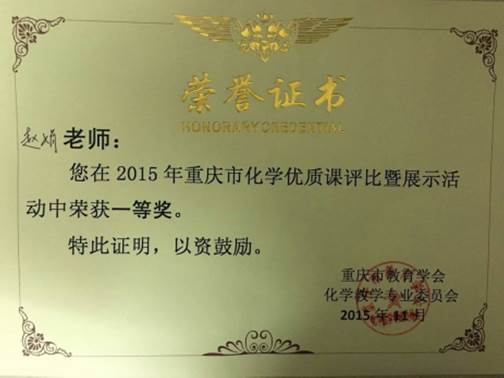 荣誉证书
HONORARY CREDENTIAL
赵娟老师：
您在 2015 年重庆市化学优质课评比暨展示活
动中荣获一等奖。
特此证明，以资鼓励。
重庆市教育学会
化学教学专业委员会
2015 年 11 月